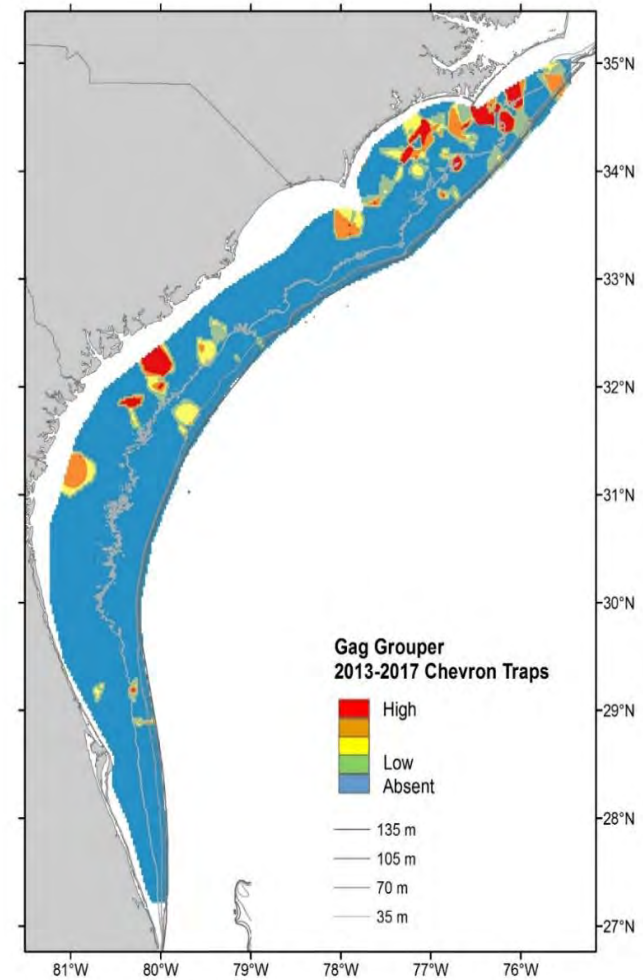 35°N
34°N
33°N
32°N
31°N
30°N
Gag Grouper
2013-2017 Chevron Traps
High
29°N
Low
Absent
28°N
135 m
105 m
70 m
35 m
27°N
81°W 80°W 79°W 78°W 77°W 76°W